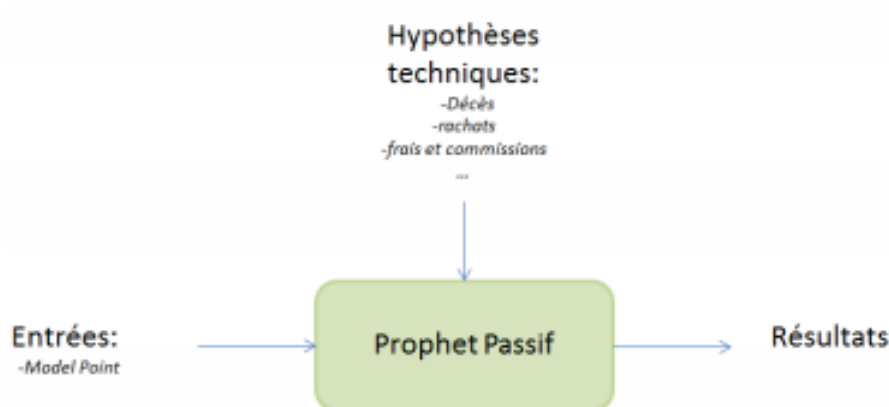 Hypothèses
techniques:
-Décès
-rachats
-frais et commissions
...
Entrées:
-Model Point
Prophet Passif
Résultats